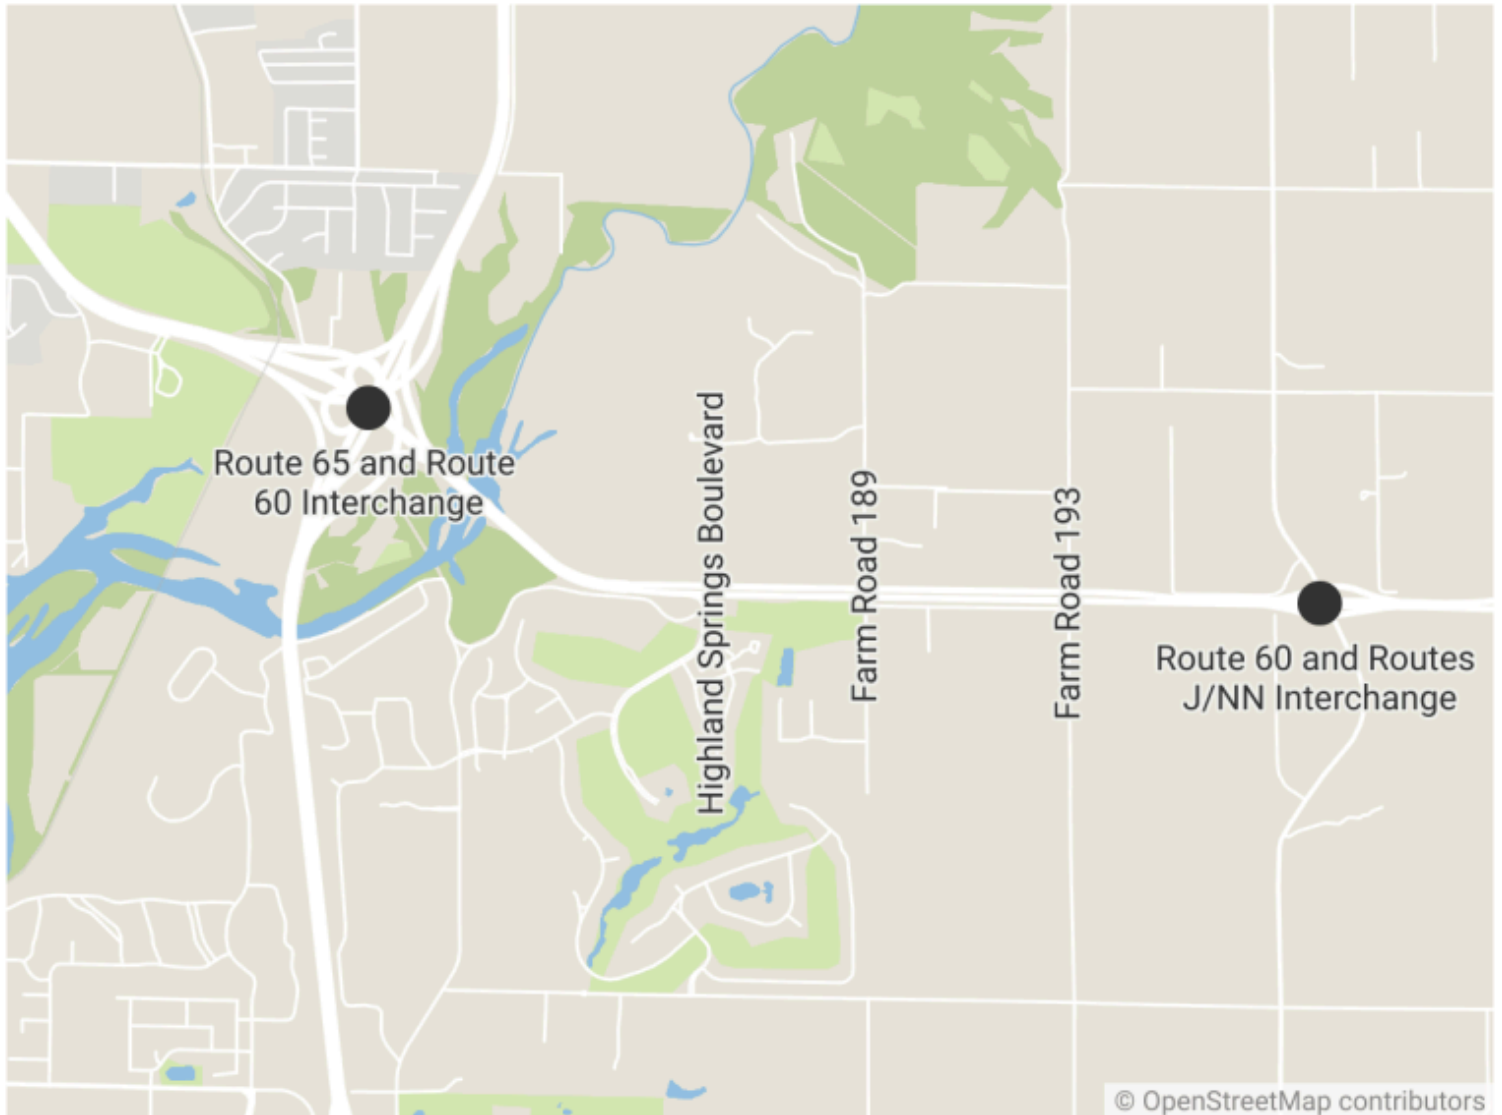 Route 65 and Route
60 Interchange
Highland Springs Boulevard
Farm Road 189
Farm Road 193
Route 60 and Routes
J/NN Interchange
© OpenStreetMap contributors